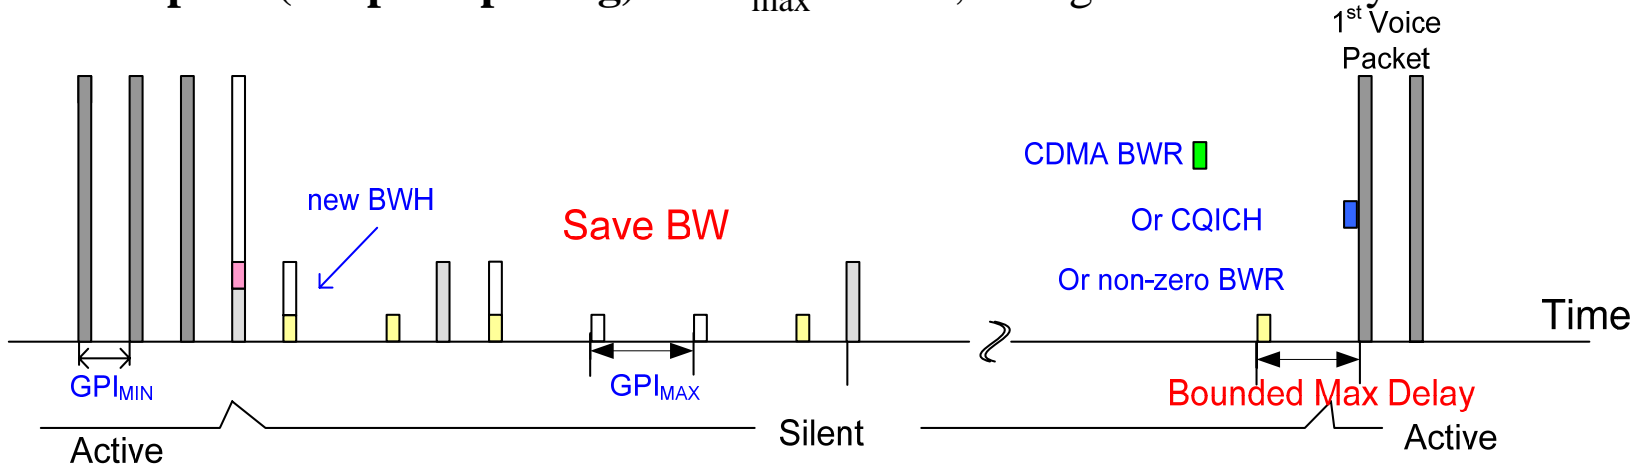 max
1st Voice
Packet
CDMA BWR
new BWH
Save BW
Or CQICH
Or non-zero BWR
Time
GPIMIN
GPIMAX
Bounded Max Delay
Active
Silent
Active